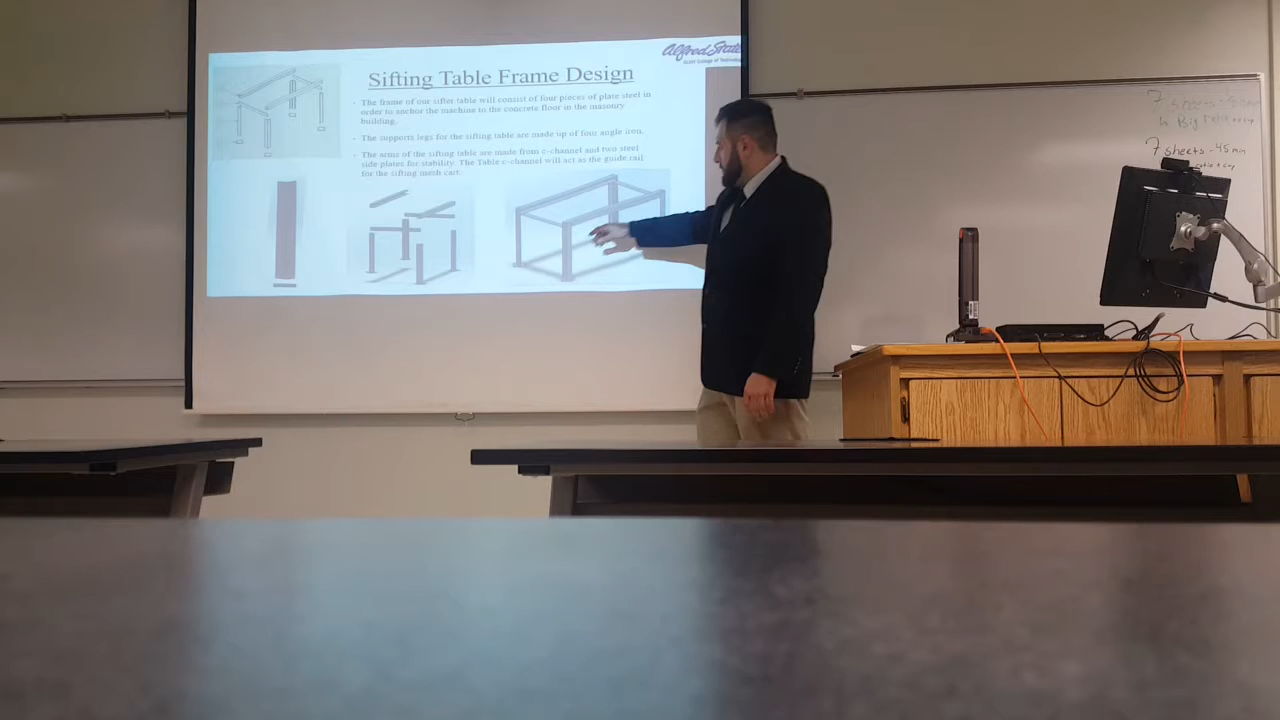 Alfred State
SUNY College of Technology
Sifting Table Frame Design
- The frame of our sifter table will consist of four pieces of plate steel in
order to anchor the machine to the concrete floor in the masonry
building.
- The supports legs for the sifting table are made up of four angle iron.
- The arms of the sifting table are made from c-channel and two steel
side plates for stability. The Table c-channel will act as the guide rail
for the sifting mesh cart.
7 sheets
Big
7 sheets - 45 min